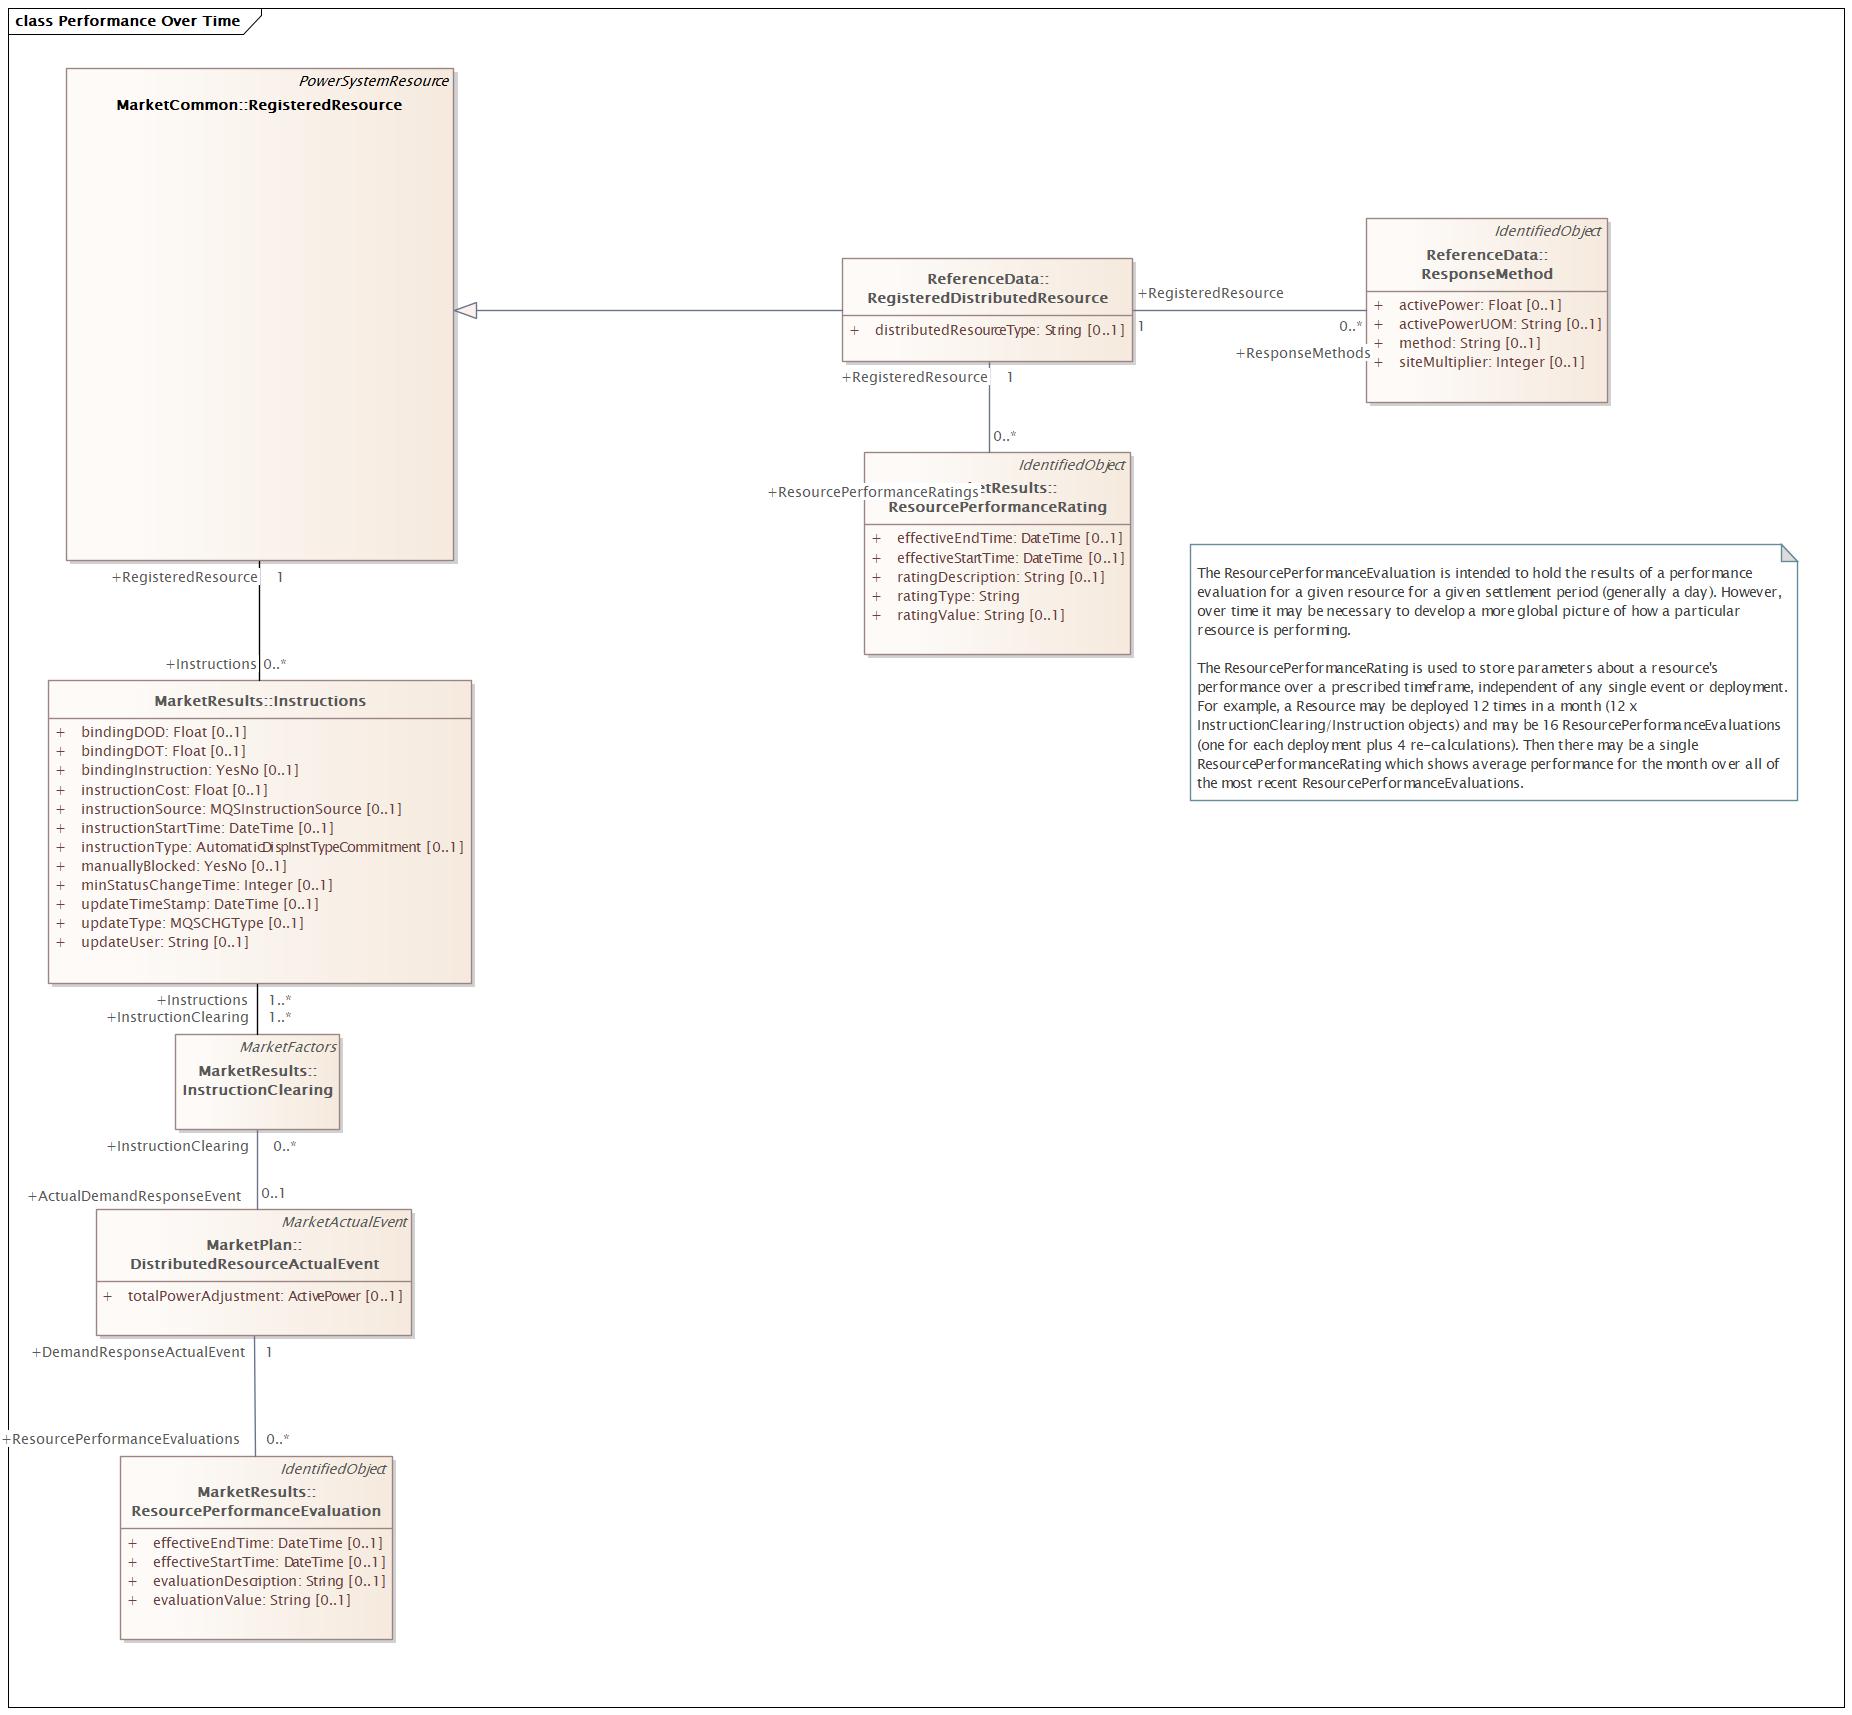 class Performance Over Time
PowerSystemResource
MarketCommon::RegisteredResource
ReferenceData::
RegisteredDistributedResource
+ distributedResourceType: String [0..1]
+RegisteredResource
1
0..*
+ResponseMethods
IdentifiedObject
ReferenceData::
ResponseMethod
+ activePower: Float [0..1]
+ activePowerUOM: String [0..1]
+ method: String [0..1]
+ siteMultiplier: Integer [0..1]
+RegisteredResource 1
0..*
+ResourcePerformanceRatings
IdentifiedObject
etResults::
ResourcePerformanceRating
+ effectiveEndTime: DateTime [0..1]
+ effectiveStartTime: DateTime [0..1]
+ ratingDescription: String [0..1]
+ ratingType: String
+ ratingValue: String [0..1]
The ResourcePerformanceEvaluation is intended to hold the results of a performance
evaluation for a given resource for a given settlement period (generally a day). However,
over time it may be necessary to develop a more global picture of how a particular
resource is performing.
The ResourcePerformanceRating is used to store parameters about a resource's
performance over a prescribed timeframe, independent of any single event or deployment.
For example, a Resource may be deployed 12 times in a month (12 x
InstructionClearing/Instruction objects) and may be 16 ResourcePerformanceEvaluations
(one for each deployment plus 4 re-calculations). Then there may be a single
ResourcePerformanceRating which shows average performance for the month over all of
the most recent ResourcePerformanceEvaluations.
+RegisteredResource 1
+Instructions 0..*
MarketResults::Instructions
+ bindingDOD: Float [0..1]
+ bindingDOT: Float [0..1]
+ bindingInstruction: YesNo [0..1]
+ instructionCost: Float [0..1]
+ instructionSource: MQSInstructionSource [0..1]
+ instructionStartTime: DateTime [0..1]
+ instructionType: AutomaticDispInstTypeCommitment [0..1]
+ manuallyBlocked: YesNo [0..1]
+ minStatusChangeTime: Integer [0..1]
+ updateTimeStamp: DateTime [0..1]
+ updateType: MQSCHGType [0..1]
+ updateUser: String [0..1]
+Instructions 1..*
+InstructionClearing 1..*
MarketFactors
MarketResults::
InstructionClearing
+InstructionClearing 0..*
+ActualDemandResponseEvent 0..1
MarketActualEvent
MarketPlan::
DistributedResourceActualEvent
+ totalPowerAdjustment: ActivePower [0..1]
+DemandResponseActualEvent 1
+ResourcePerformanceEvaluations 0..*
IdentifiedObject
MarketResults::
ResourcePerformanceEvaluation
+ effectiveEndTime: DateTime [0..1]
+ effectiveStartTime: DateTime [0..1]
+ evaluationDescription: String [0..1]
+ evaluationValue: String [0..1]